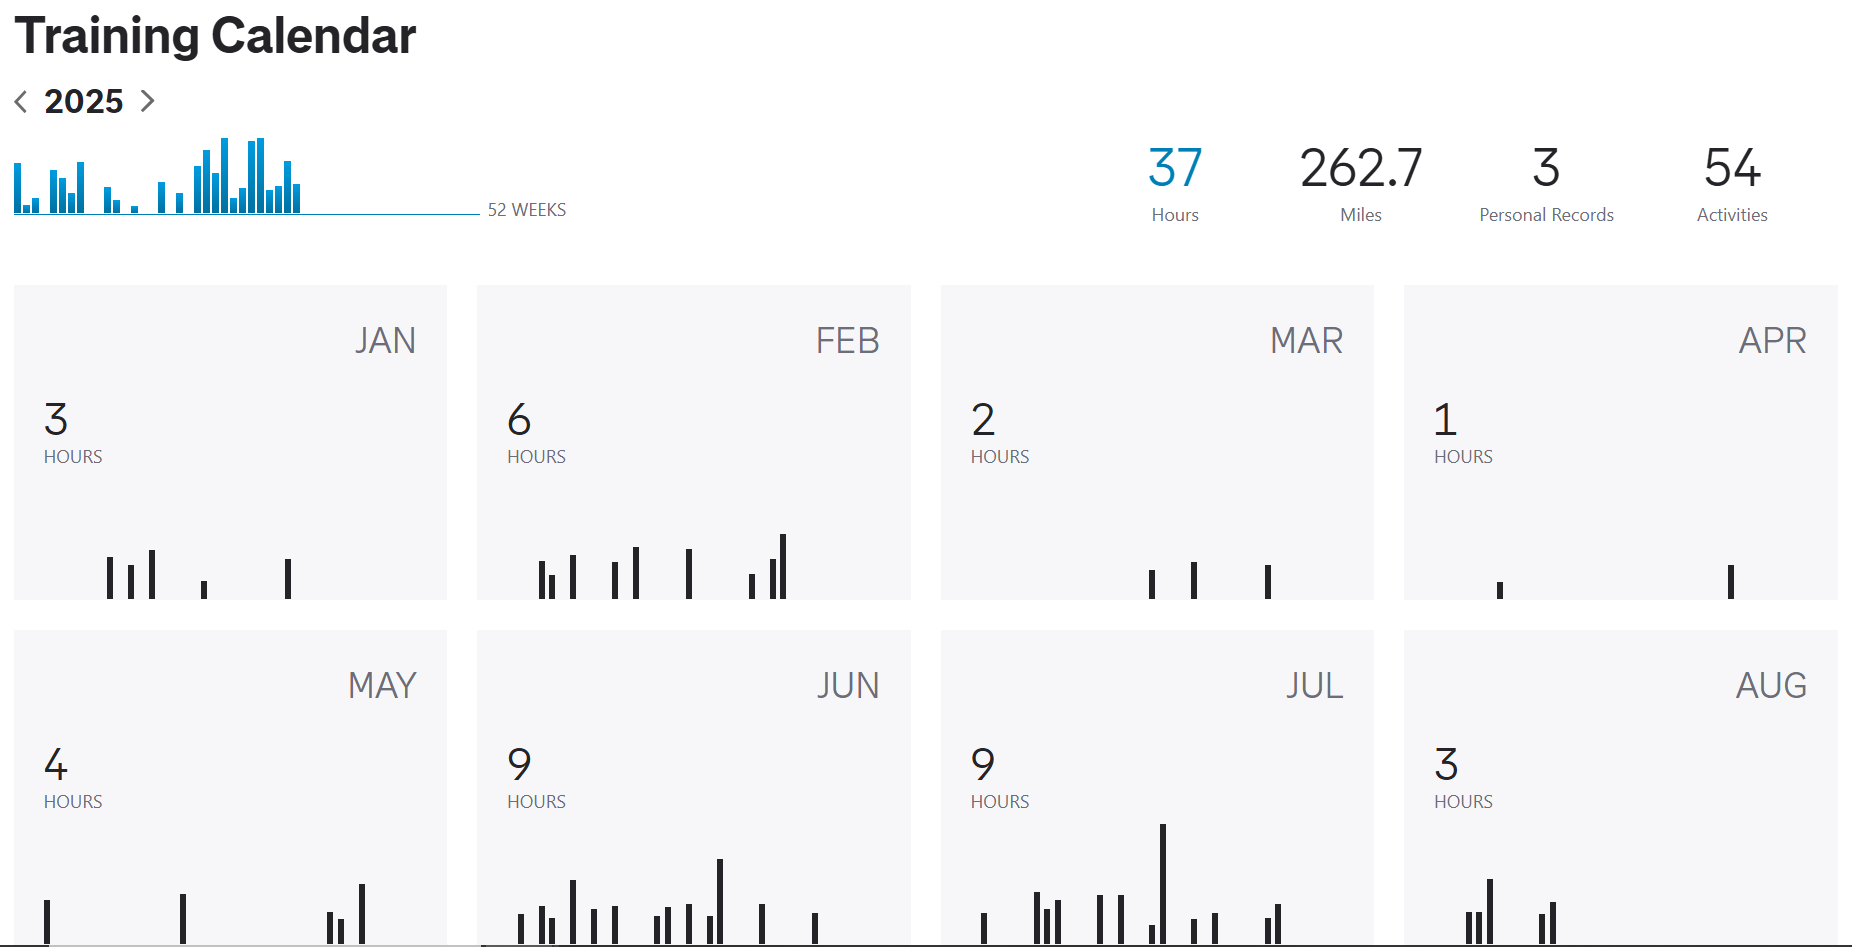 Training Calendar
2025
52 WEEKS
37 262.7 3 54
Hours Miles Personal Records Activities
JAN FEB MAR APR
3 6 2 1
HOURS HOURS HOURS HOURS
MAY JUN JUL AUG
4 9 9 3
HOURS HOURS HOURS HOURS